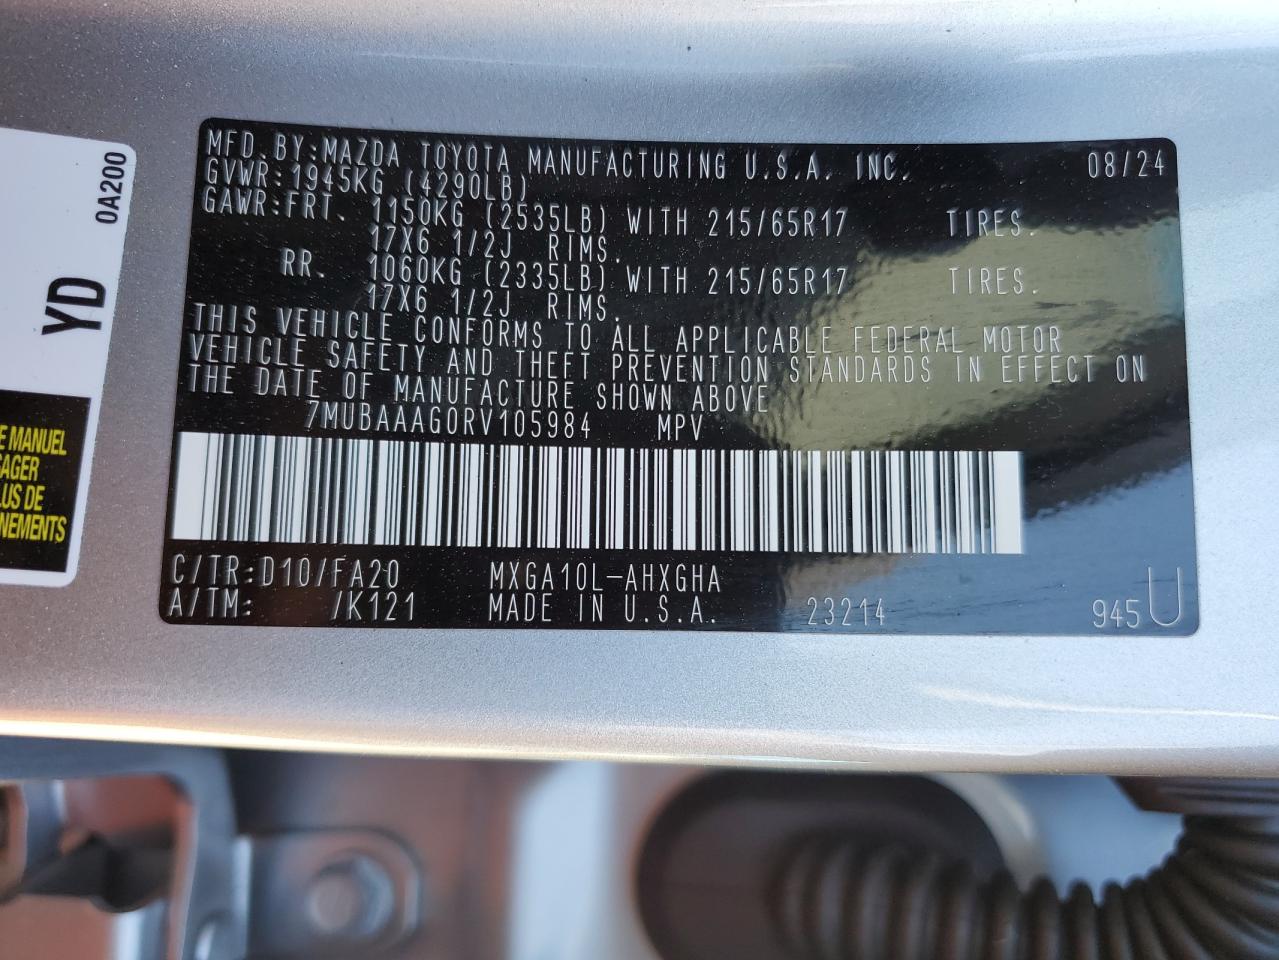 MFD.BY:MAZDA TOYOTA MANUFACTURING U.S.A. INC. 08/24
GVWR:1945KG (4290LB)
GAWR:FRT. 1150KG (2535LB) WITH 215/65R17 TIRES.
17X6 1/2J RIMS.
RR. 1060KG (2335LB) WITH 215/65R17 TIRES.
17X6 1/2J RIMS.
THIS VEHICLE CONFORMS TO ALL APPLICABLE FEDERAL MOTOR
VEHICLE SAFETY AND THEFT PREVENTION STANDARDS IN EFFECT ON
THE DATE OF MANUFACTURE SHOWN ABOVE
7MUBAAAG0RV105984 MPV
C/TR:D10/FA20 MXGA10L-AHXGHA
A/TM: /K121 MADE IN U.S.A. 23214 945U
YD
0A200
E MANUEL
SAGER
LUS DE
NEMENTS